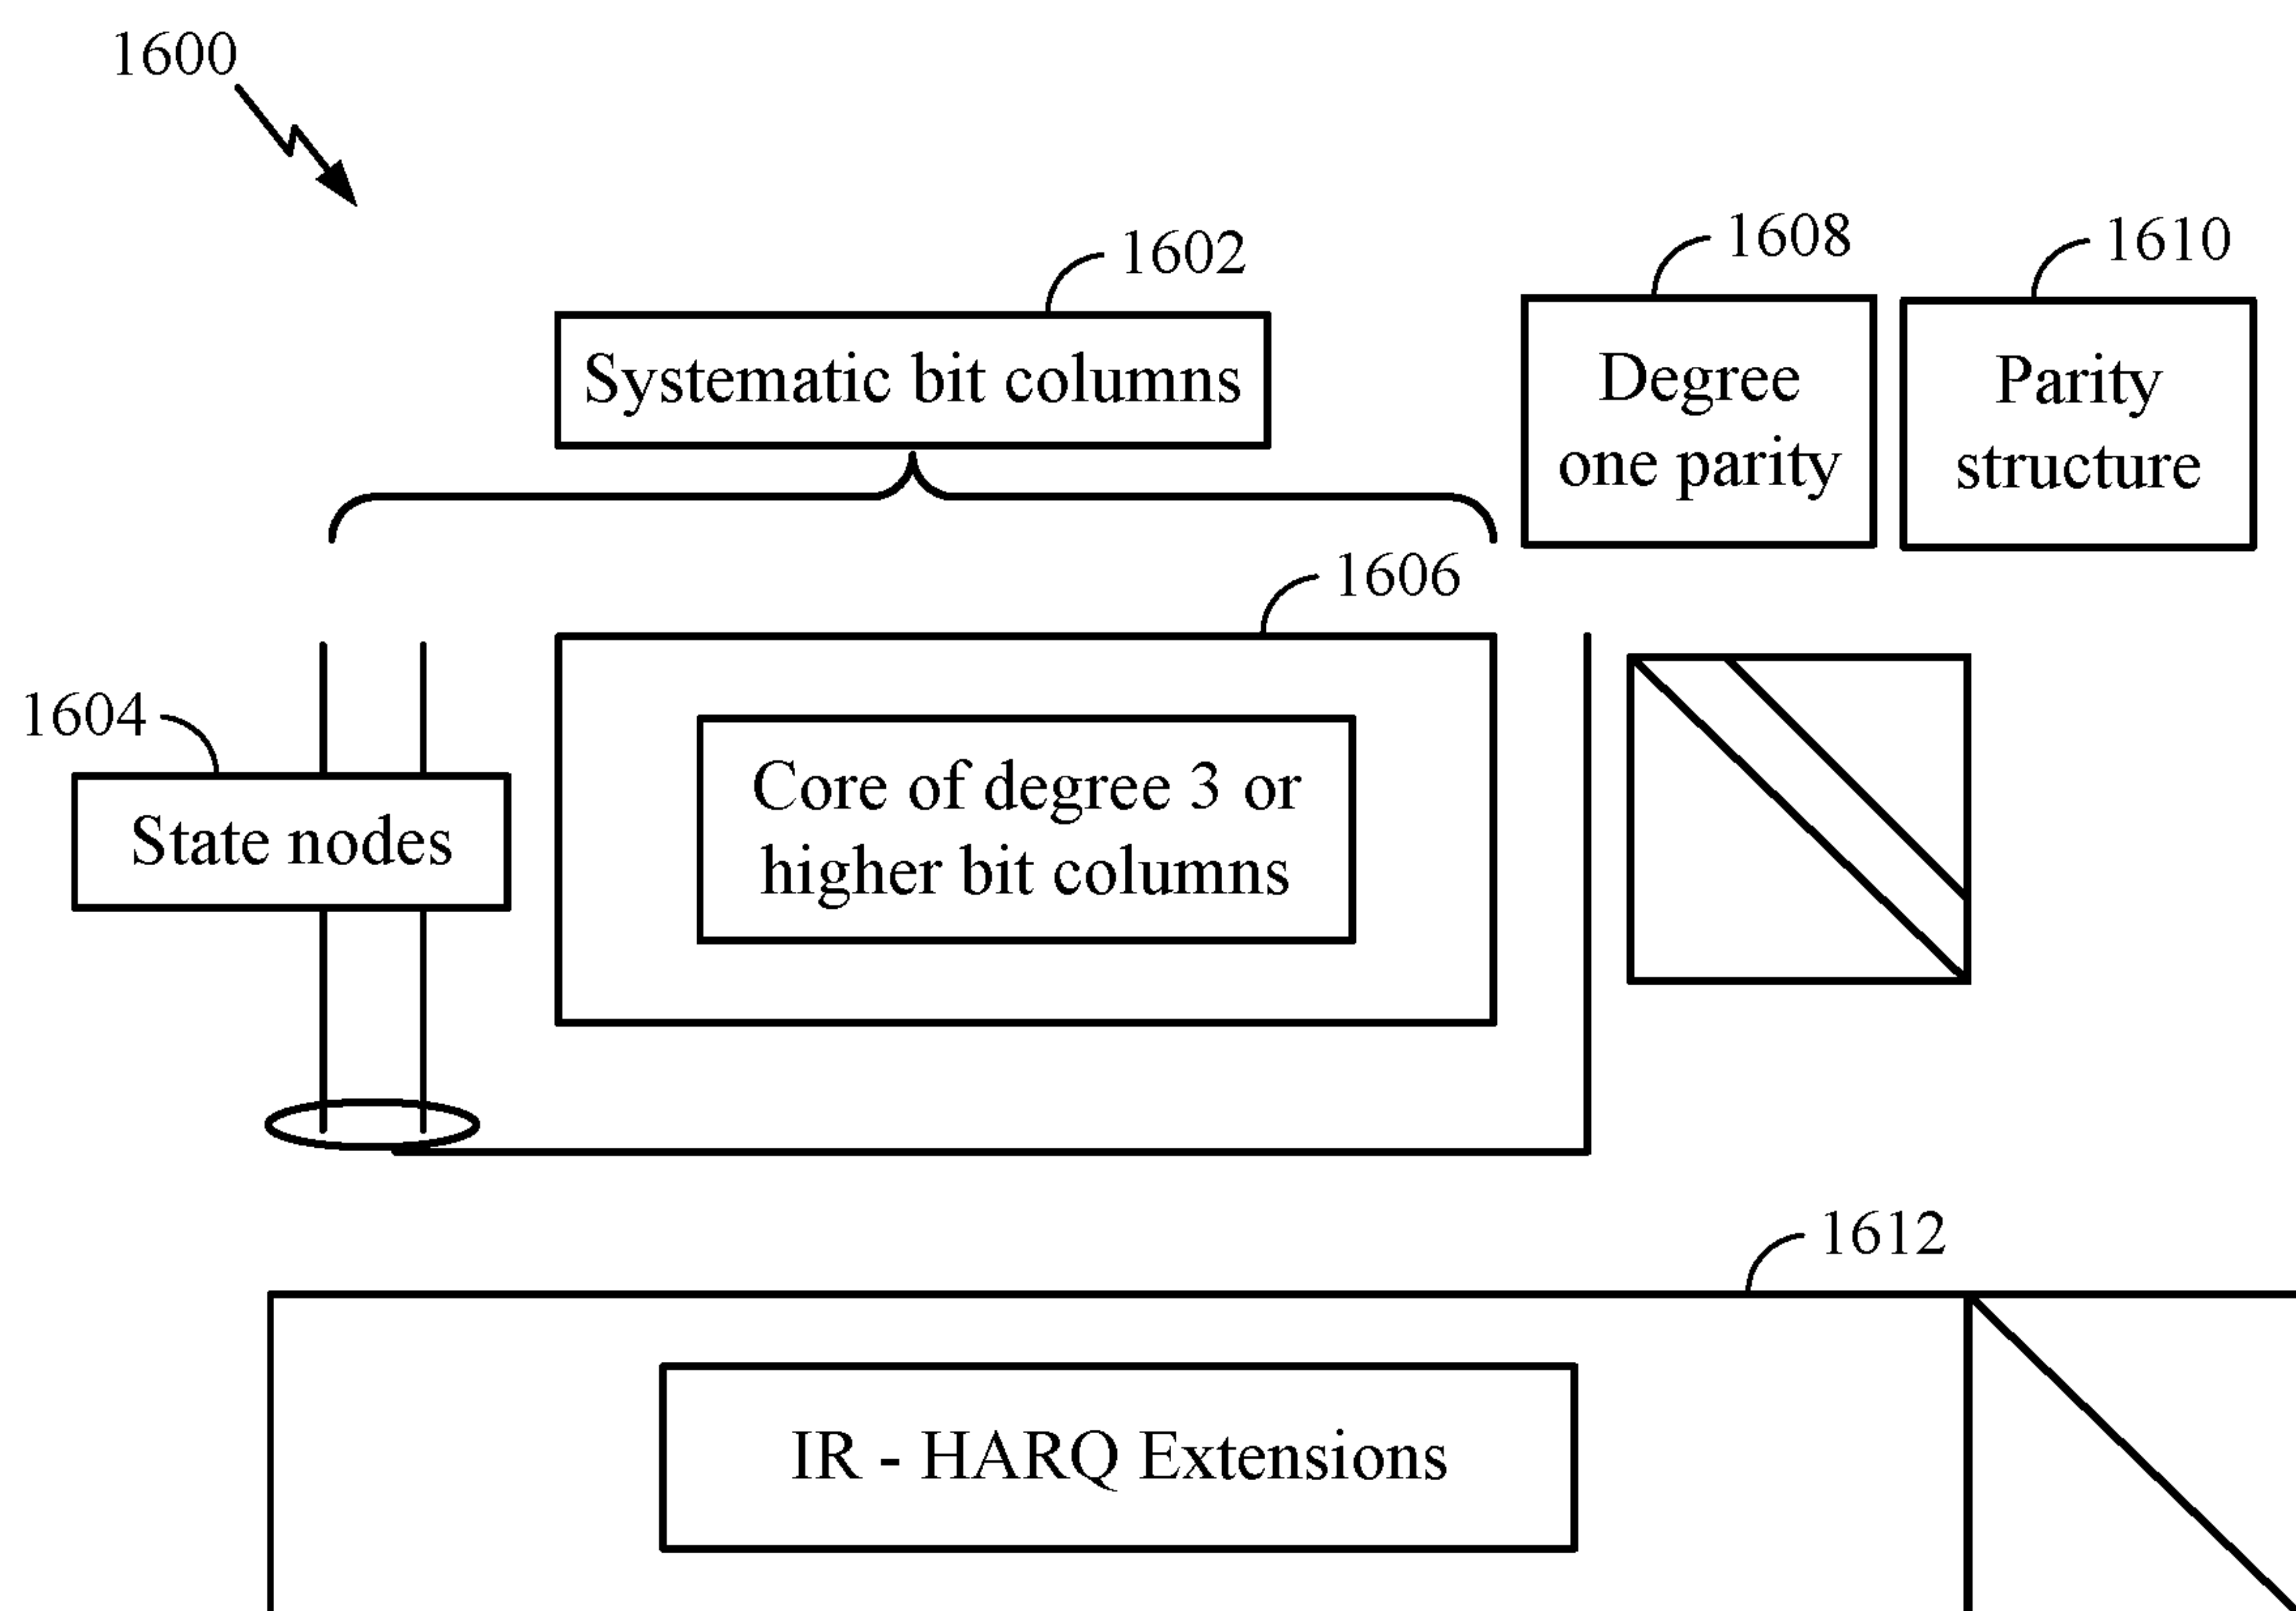 1600
1602
1608
1610
Systematic bit columns
Degree
one parity
Parity
structure
1606
1604
State nodes
Core of degree 3 or
higher bit columns
1612
IR - HARQ Extensions